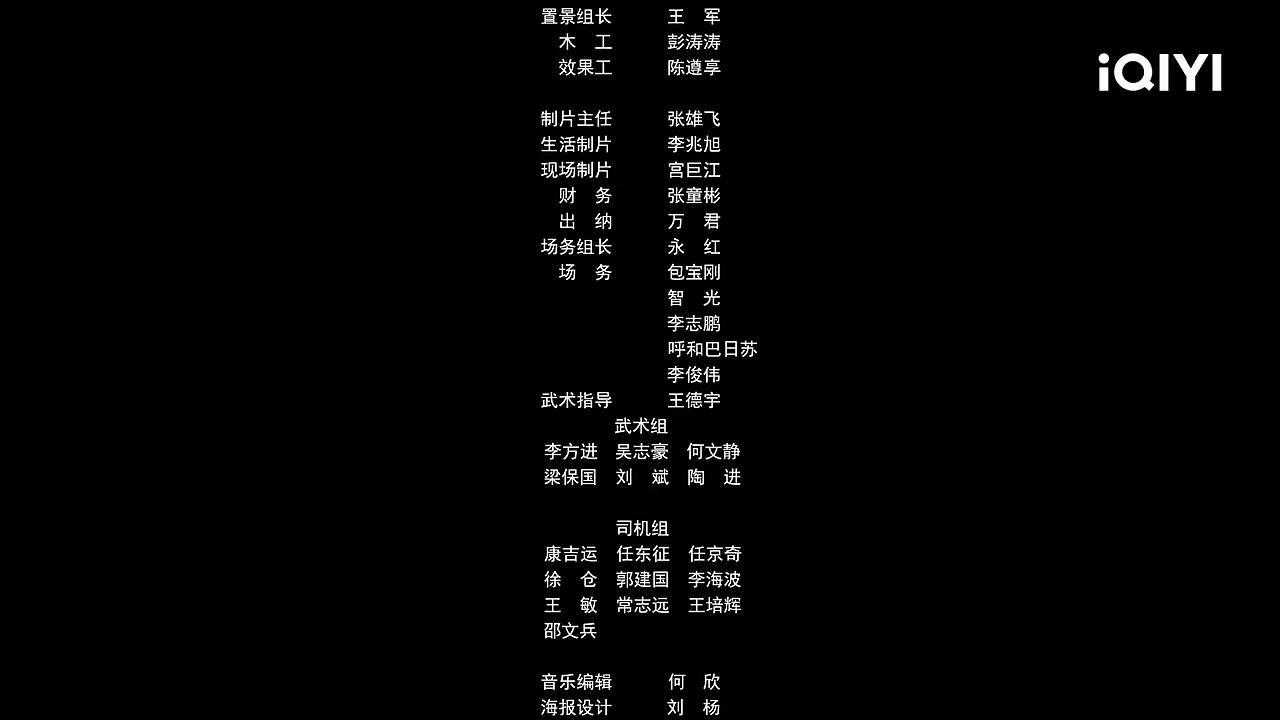 置景组长 王 军
木 工 彭涛涛
效果工 陈遵享
iQIYI
制片主任 张雄飞
生活制片 李兆旭
现场制片 宫巨江
财 务 张童彬
出 纳 万 君
场务组长 永 红
场 务 包宝刚
智 光
李志鹏
呼和巴日苏
李俊伟
武术指导 王德宇
武术组
李方进 吴志豪 何文静
梁保国 刘 斌 陶 进
司机组
康吉运 任东征 任京奇
徐 仓 郭建国 李海波
王 敏 常志远 王培辉
邵文兵
音乐编辑 何 欣
海报设计 刘 杨